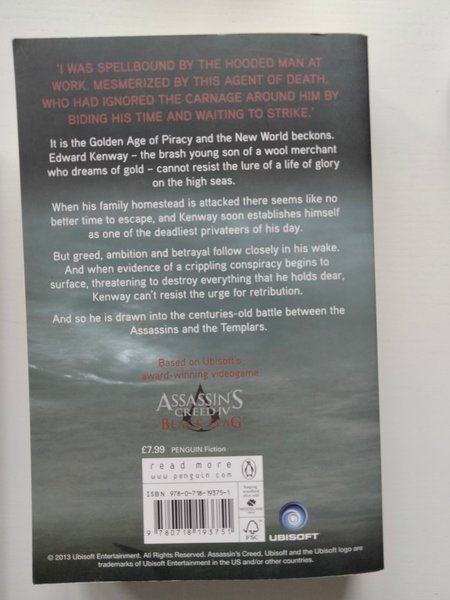 'I WAS SPELLBOUND BY THE HOODED MAN AT
WORK. MESMERIZED BY THIS AGENT OF DEATH,
WHO HAD IGNORED THE CARNAGE AROUND HIM BY
BIDING HIS TIME AND WAITING TO STRIKE.'
It is the Golden Age of Piracy and the New World beckons.
Edward Kenway – the brash young son of a wool merchant
who dreams of gold – cannot resist the lure of a life of glory
on the high seas.
When his family homestead is attacked there seems like no
better time to escape, and Kenway soon establishes himself
as one of the deadliest privateers of his day.
But greed, ambition and betrayal follow closely in his wake.
And when evidence of a crippling conspiracy begins to
surface, threatening to destroy everything that he holds dear,
Kenway can't resist the urge for retribution.
And so he is drawn into the centuries-old battle between the
Assassins and the Templars.
Based on Ubisoft's
award-winning videogame
ASSASSIN'S
CREED IV
BLACK FLAG
£7.99 PENGUIN Fiction
read more
www.penguin.com
ISBN 978-0-718-19375-1
9 780718 193751
FSC
UBISOFT
© 2013 Ubisoft Entertainment. All Rights Reserved. Assassin's Creed, Ubisoft and the Ubisoft logo are
trademarks of Ubisoft Entertainment in the US and/or other countries.